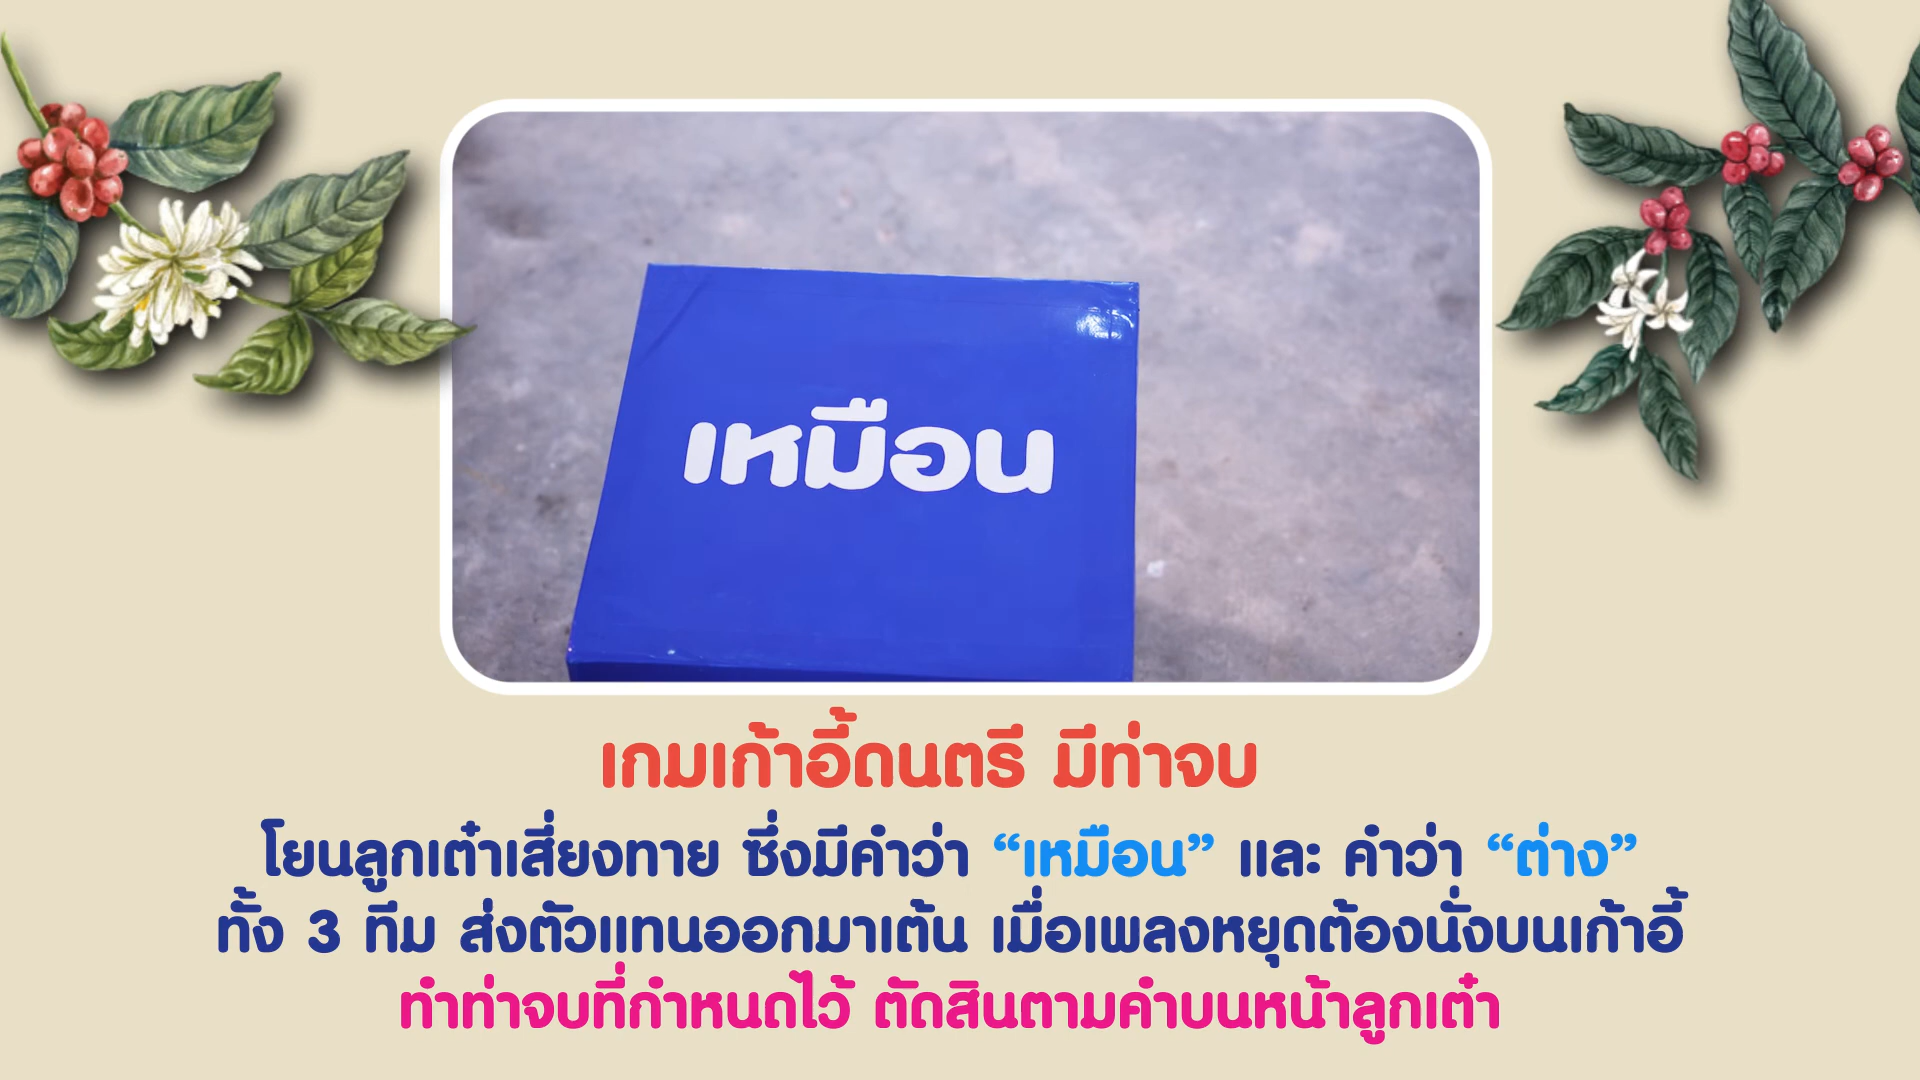 เหมือน
เกมเก้าอี้ดนตรี มีท่าจบ
โยนลูกเต๋าเสี่ยงทาย ซึ่งมีคำว่า “เหมือน” และ คำว่า “ต่าง”
ทั้ง 3 ทีม ส่งตัวแทนออกมาเต้น เมื่อเพลงหยุดต้องนั่งบนเก้าอี้
ทำท่าจบที่กำหนดไว้ ตัดสินตามคำบนหน้าลูกเต๋า